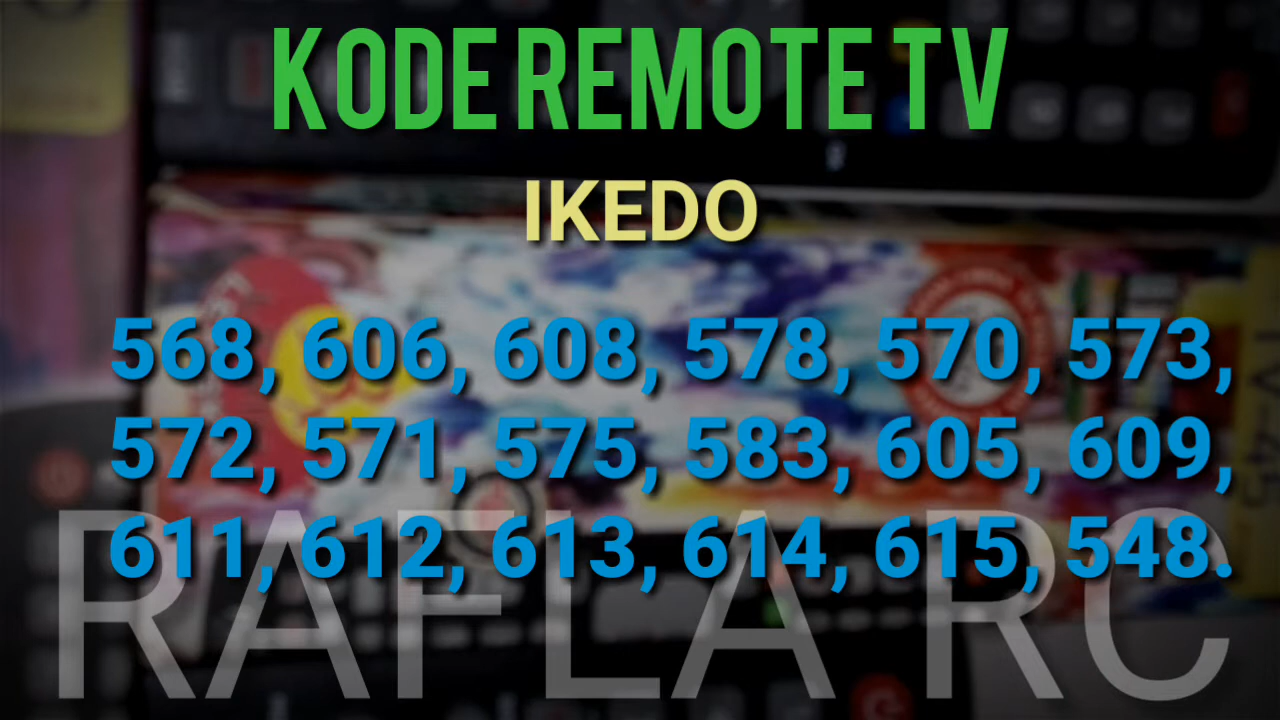 KODE REMOTE TV
IKEDO
568, 606, 608, 578, 570, 573,
572, 571, 575, 583, 605, 609,
611, 612, 613, 614, 615, 548.
RAFLA RC